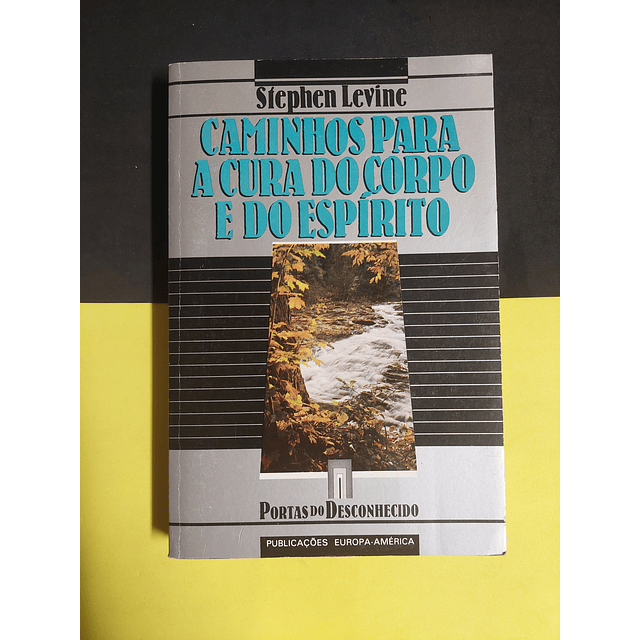 Stephen Levine
CAMINHOS PARA
A CURA DO CORPO
E DO ESPÍRITO
PORTAS DO DESCONHECIDO
PUBLICAÇÕES EUROPA-AMÉRICA